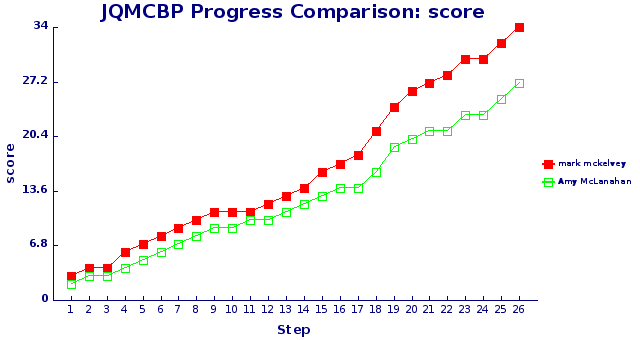 JQMCBP Progress Comparison: score
34
27.2
20.4
13.6
6.8
0
score
1 2 3 4 5 6 7 8 9 10 11 12 13 14 15 16 17 18 19 20 21 22 23 24 25 26
Step
mark mckelvey
Amy McLanahan